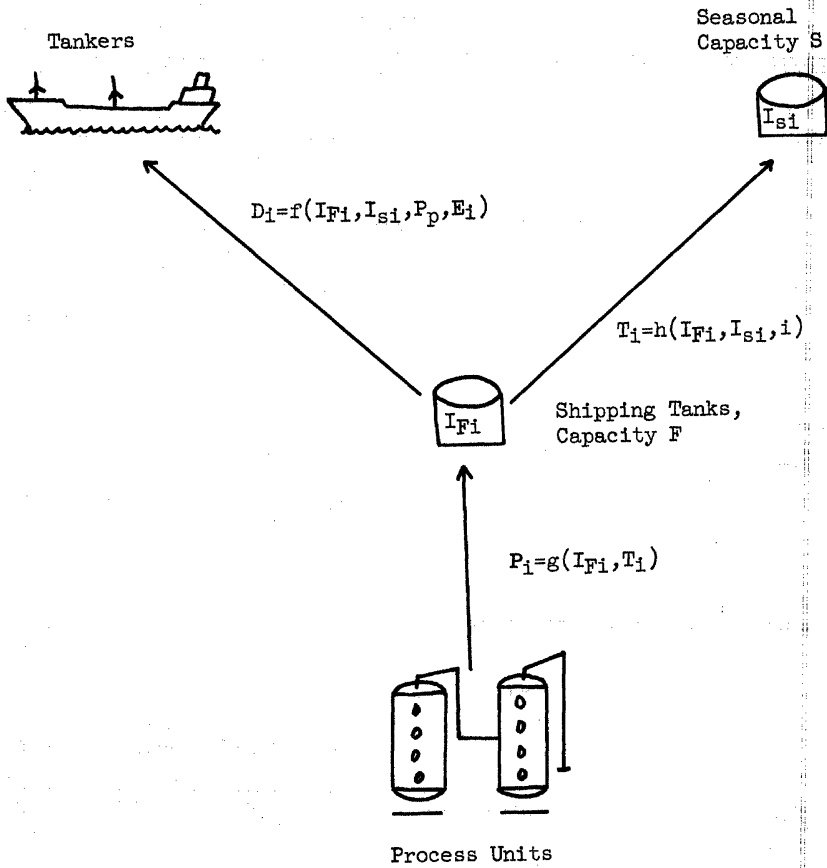 Tankers
Seasonal
Capacity S
I_si
D_i=f(I_Fi,I_si,P_p,E_i)
T_i=h(I_Fi,I_si,i)
I_Fi
Shipping Tanks,
Capacity F
P_i=g(I_Fi,T_i)
Process Units